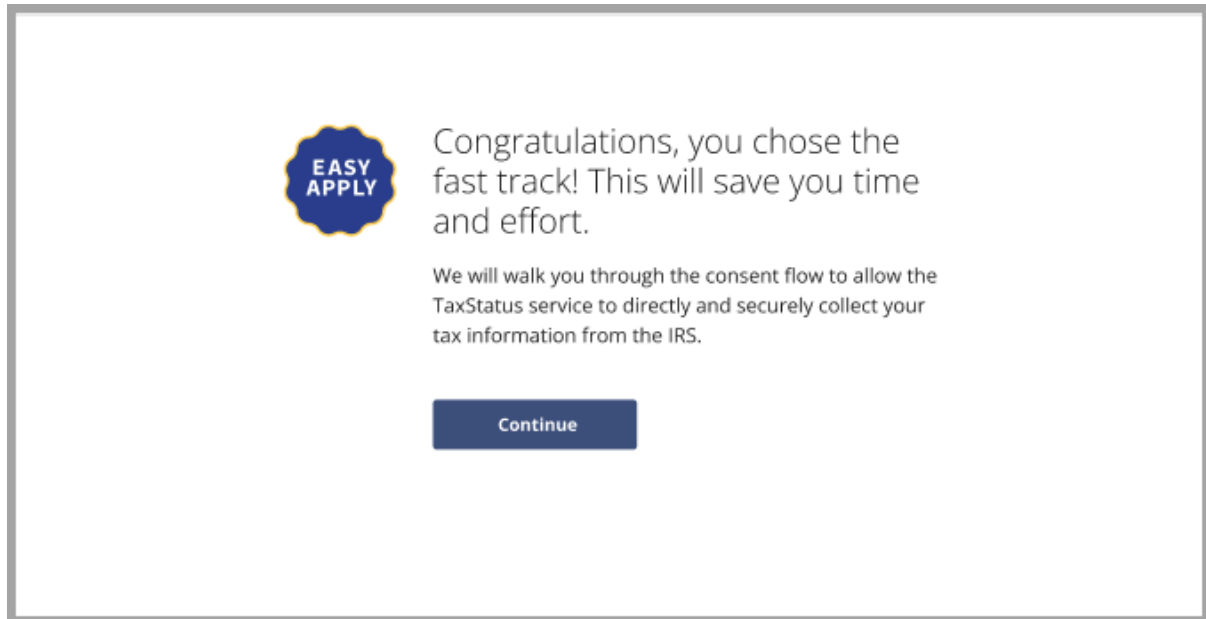 EASY
APPLY
Congratulations, you chose the
fast track! This will save you time
and effort.
We will walk you through the consent flow to allow the
TaxStatus service to directly and securely collect your
tax information from the IRS.
Continue